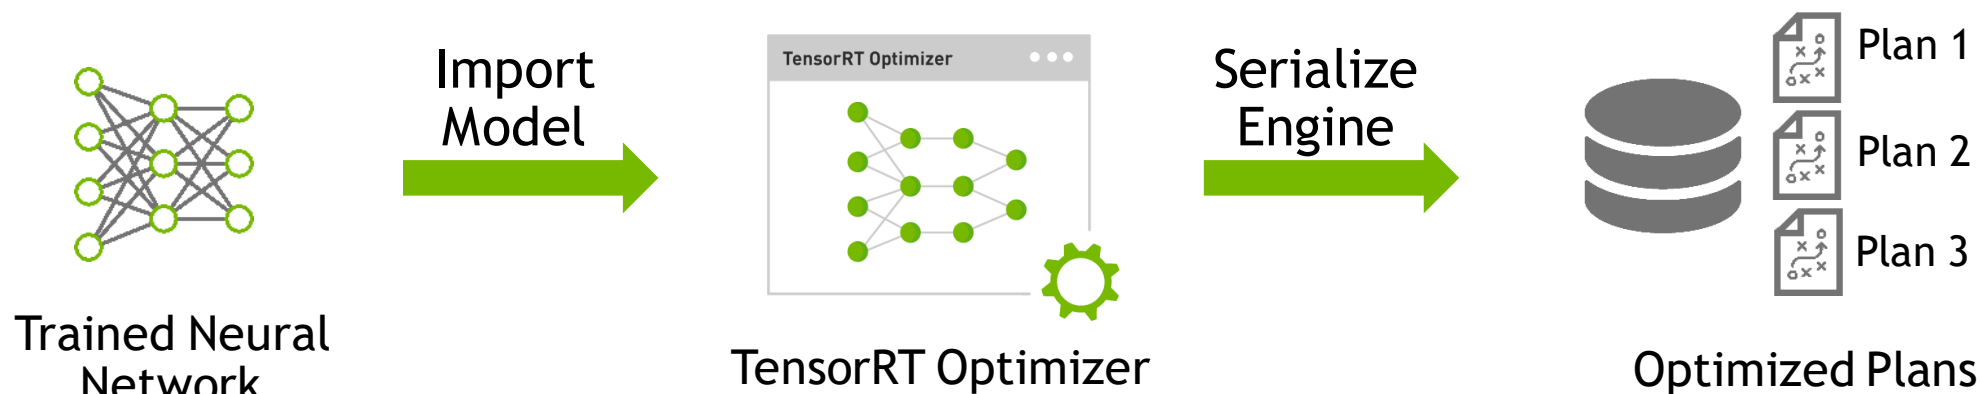 Import
Model
TensorRT Optimizer
Serialize
Engine
Plan 1
Plan 2
Plan 3
Trained Neural
Network
TensorRT Optimizer
Optimized Plans